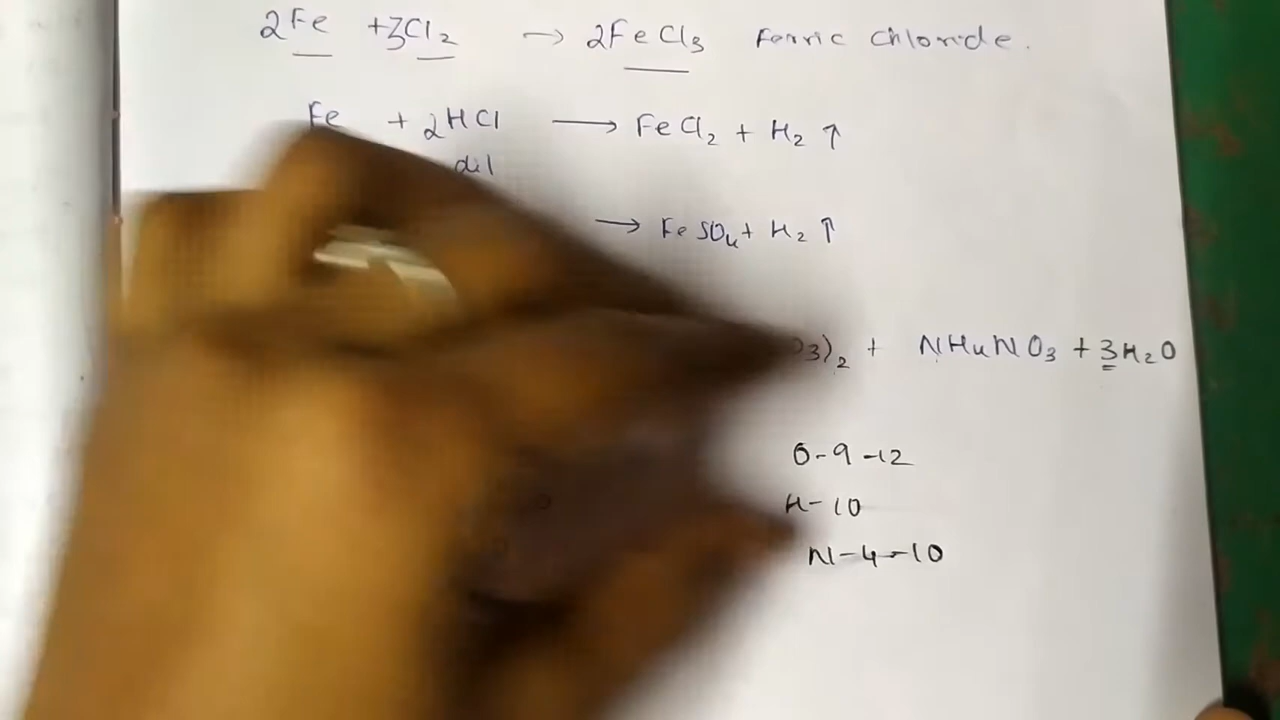 2Fe + 3Cl2 → 2FeCl3 Ferric Chloride.
Fe + 2HCl → FeCl2 + H2 ↑
dil
→ FeSO4 + H2 ↑
O3)2 + NH4NO3 + 3H2O
O-9-12
H-10
N-4-10